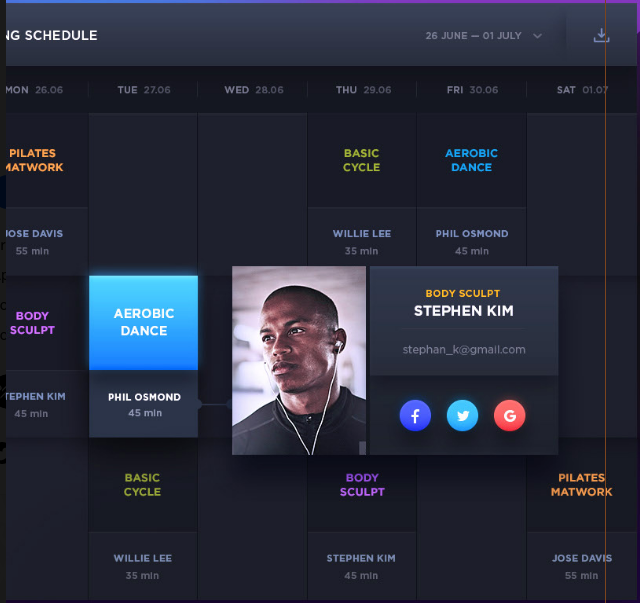 NG SCHEDULE
26 JUNE — 01 JULY
MON 26.06
TUE 27.06
WED 28.06
THU 29.06
FRI 30.06
SAT 01.07
PILATES
MATWORK
BASIC
CYCLE
AEROBIC
DANCE
JOSE DAVIS
55 min
WILLIE LEE
35 min
PHIL OSMOND
45 min
BODY
SCULPT
AEROBIC
DANCE
BODY SCULPT
STEPHEN KIM
stephan_k@gmail.com
TEPHEN KIM
45 min
PHIL OSMOND
45 min
f
G
BASIC
CYCLE
BODY
SCULPT
PILATES
MATWORK
WILLIE LEE
35 min
STEPHEN KIM
45 min
JOSE DAVIS
55 min